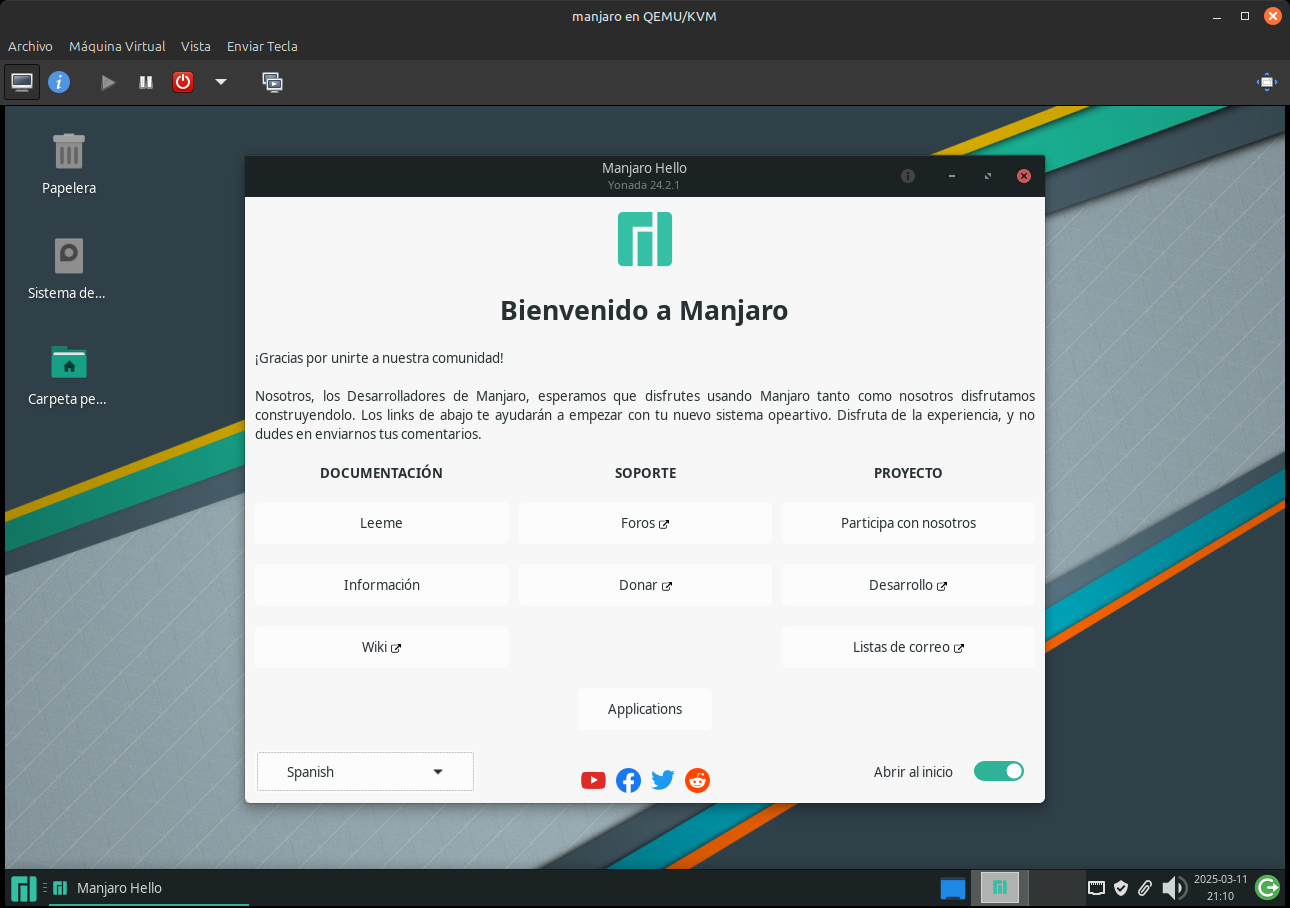 manjaro en QEMU/KVM
Archivo Máquina Virtual Vista Enviar Tecla
Papelera
Sistema de...
Carpeta pe...
Manjaro Hello
Yonada 24.2.1
Bienvenido a Manjaro
¡Gracias por unirte a nuestra comunidad!
Nosotros, los Desarrolladores de Manjaro, esperamos que disfrutes usando Manjaro tanto como nosotros disfrutamos
construyendolo. Los links de abajo te ayudarán a empezar con tu nuevo sistema opeartivo. Disfruta de la experiencia, y no
dudes en enviarnos tus comentarios.
DOCUMENTACIÓN SOPORTE PROYECTO
Leeme Foros Participa con nosotros
Información Donar Desarrollo
Wiki Listas de correo
Applications
Spanish Abrir al inicio
Manjaro Hello
2025-03-11
21:10